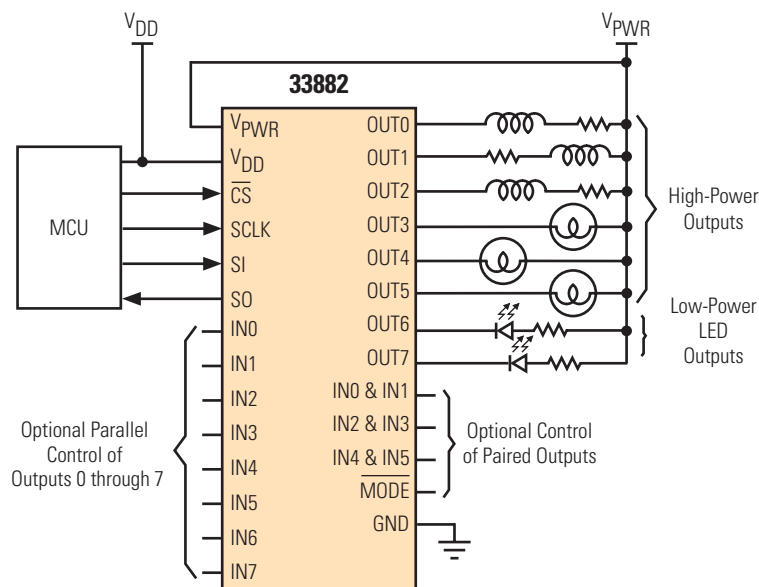 VDD
VPWR
33882
MCU
VPWR
VDD
CS
SCLK
SI
SO
IN0
IN1
IN2
IN3
IN4
IN5
IN6
IN7
OUT0
OUT1
OUT2
OUT3
OUT4
OUT5
OUT6
OUT7
IN0 & IN1
IN2 & IN3
IN4 & IN5
MODE
GND
High-Power
Outputs
Low-Power
LED
Outputs
Optional Parallel
Control of
Outputs 0 through 7
Optional Control
of Paired Outputs